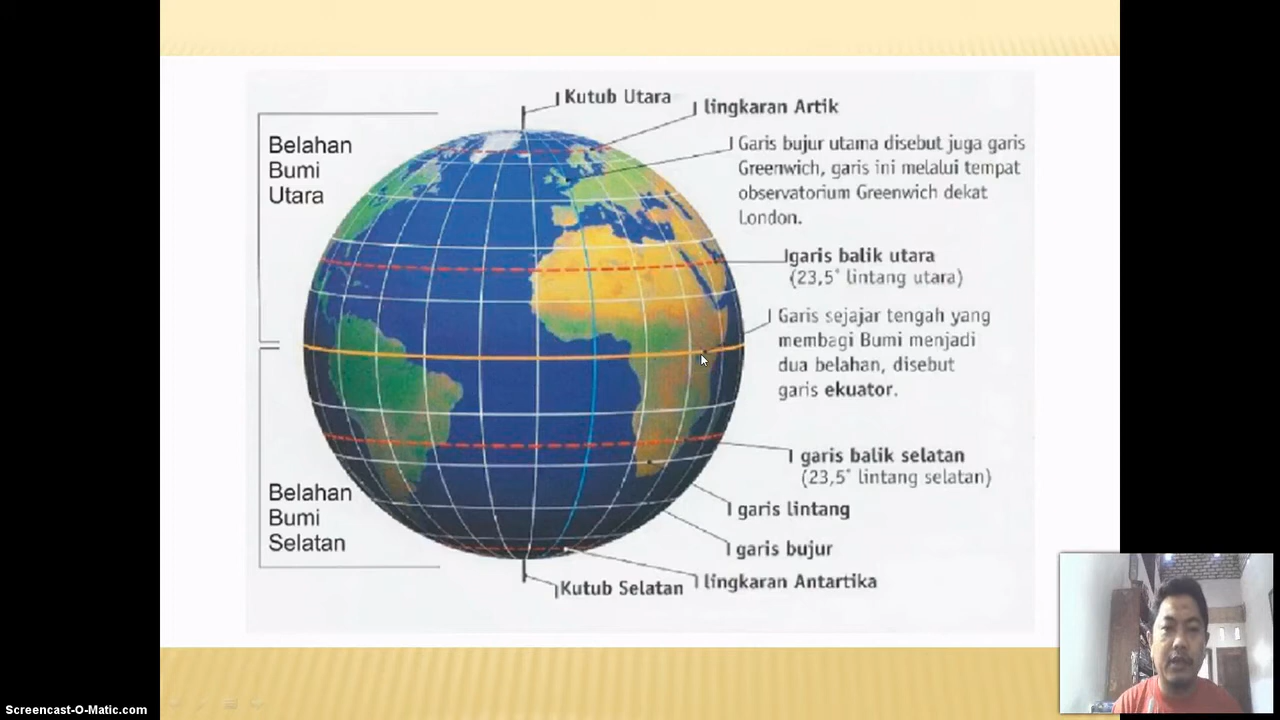 Kutub Utara
lingkaran Artik
Belahan
Bumi
Utara
Garis bujur utama disebut juga garis
Greenwich, garis ini melalui tempat
observatorium Greenwich dekat
London.
garis balik utara
(23,5° lintang utara)
Garis sejajar tengah yang
membagi Bumi menjadi
dua belahan, disebut
garis ekuator.
garis balik selatan
(23,5° lintang selatan)
Belahan
Bumi
Selatan
garis lintang
garis bujur
lingkaran Antartika
Kutub Selatan
Screencast-O-Matic.com